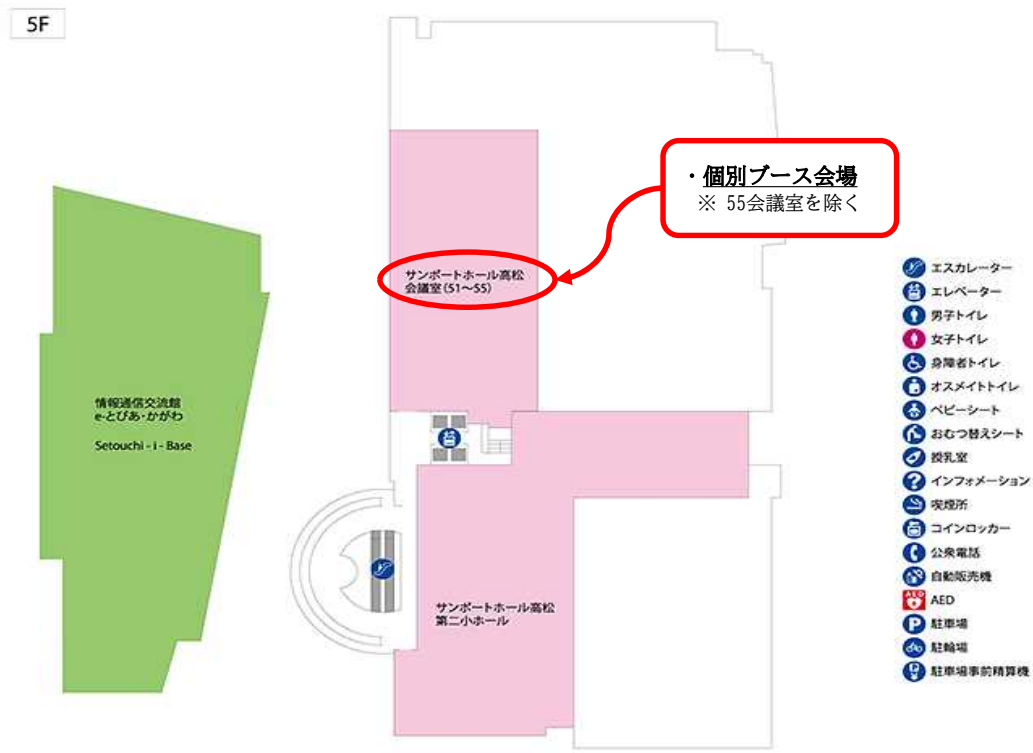 5F
・個別ブース会場
※ 55会議室を除く
サンポートホール高松
会議室(51～55)
情報通信交流館
e-とぴあ・かがわ
Setouchi - i - Base
サンポートホール高松
第二小ホール
エスカレーター
エレベーター
男子トイレ
女子トイレ
身障者トイレ
オスメイトトイレ
ベビーシート
おむつ替えシート
授乳室
インフォメーション
喫煙所
コインロッカー
公衆電話
自動販売機
AED
AED
P
駐車場
駐輪場
P
駐車場事前精算機